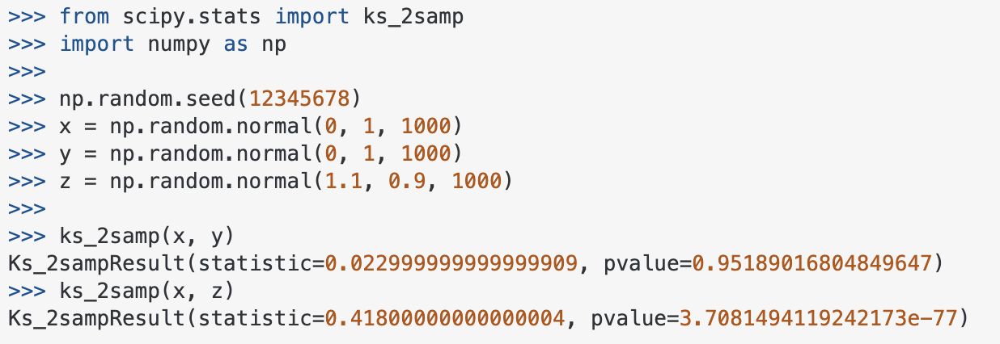 >>> from scipy.stats import ks_2samp
>>> import numpy as np
>>>
>>> np.random.seed(12345678)
>>> x = np.random.normal(0, 1, 1000)
>>> y = np.random.normal(0, 1, 1000)
>>> z = np.random.normal(1.1, 0.9, 1000)
>>>
>>> ks_2samp(x, y)
Ks_2sampResult(statistic=0.022999999999999909, pvalue=0.95189016804849647)
>>> ks_2samp(x, z)
Ks_2sampResult(statistic=0.41800000000000004, pvalue=3.7081494119242173e-77)